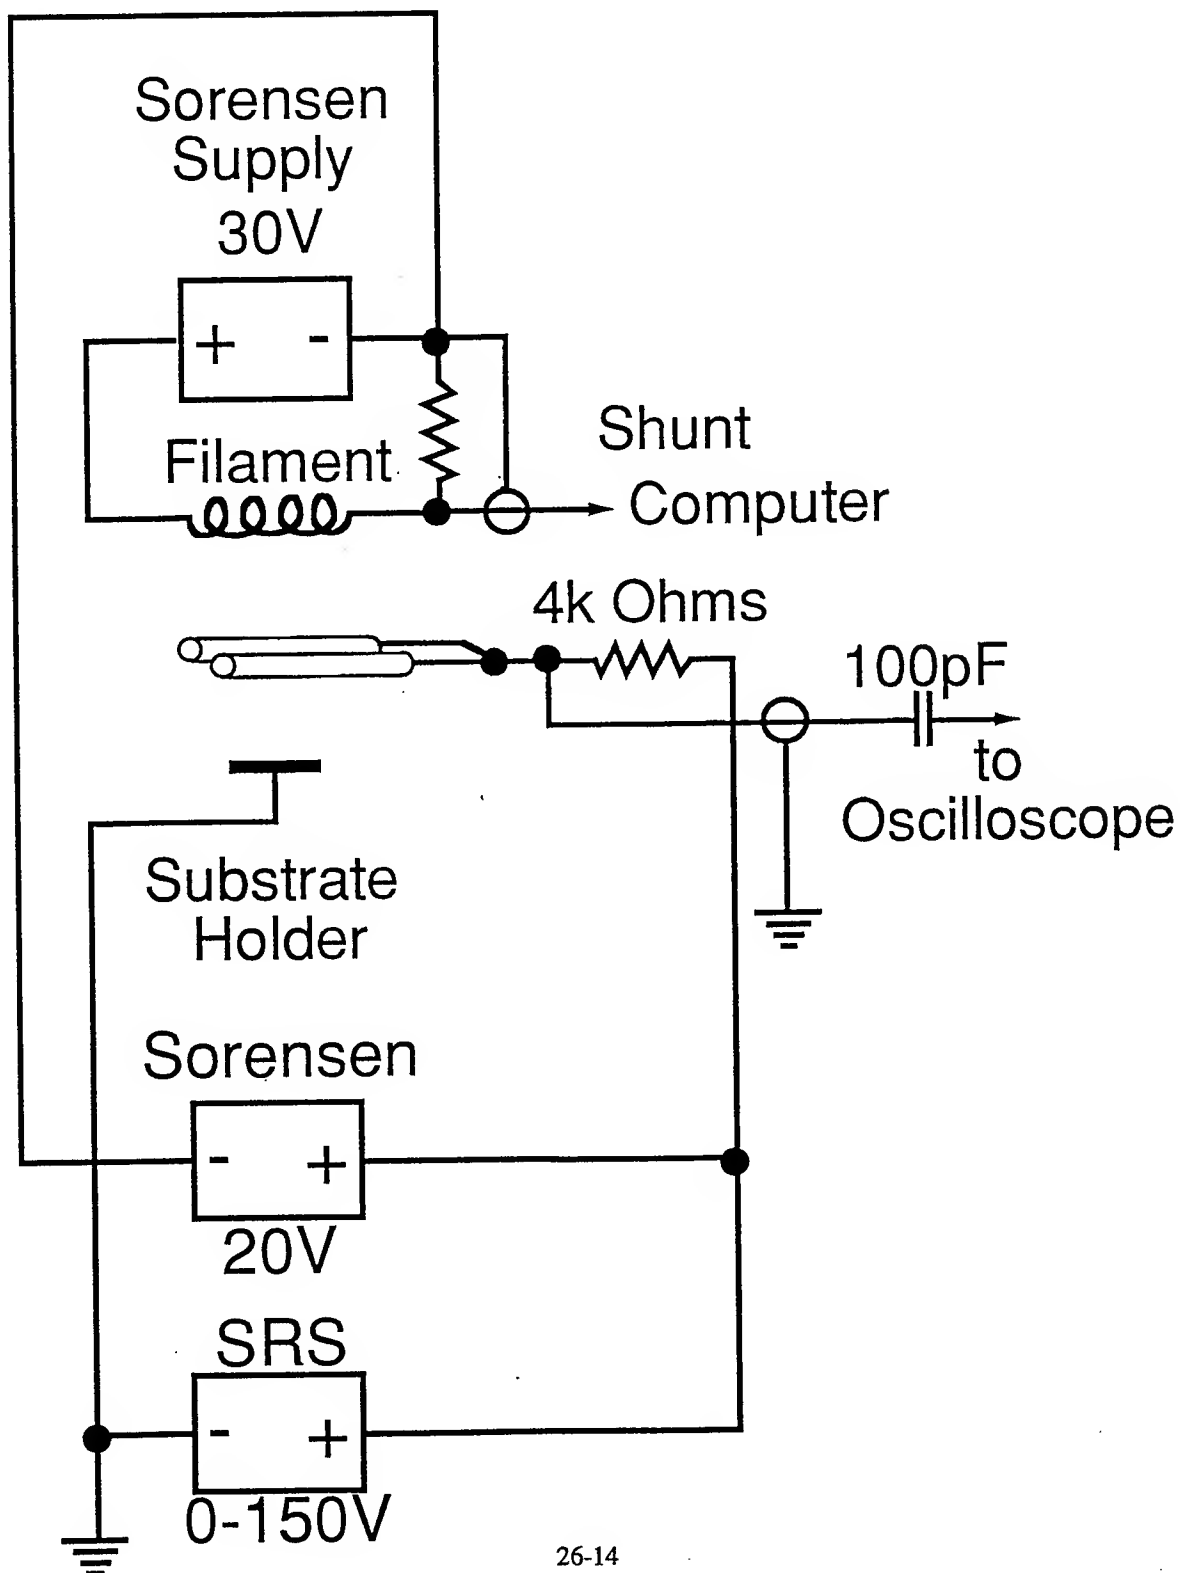 Sorensen
Supply
30V
+ -
Filament
Shunt
Computer
4k Ohms
100pF
to
Oscilloscope
Substrate
Holder
Sorensen
- +
20V
SRS
- +
0-150V
26-14